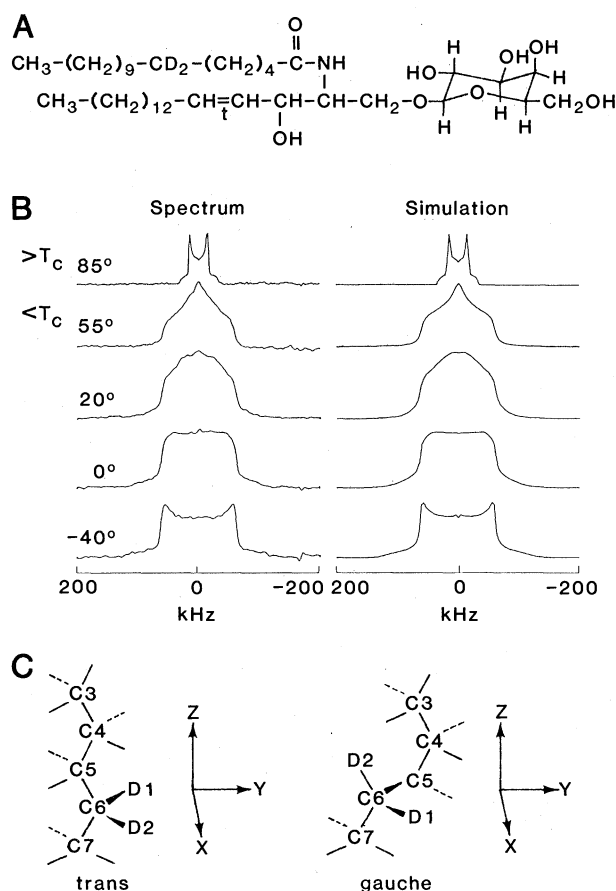 A
O
CH₃-(CH₂)₉-CD₂-(CH₂)₄-C-NH
CH₃-(CH₂)₁₂-CH=CH-CH-CH-CH₂-O
t
OH
H
HO
H
OH
OH
H
O
HO
H
CH₂OH
H
H
B
Spectrum Simulation
>Tc 85°
<Tc 55°
20°
0°
-40°
200 0 -200 200 0 -200
kHz kHz
C
C3 Z C3 Z
C4 D2 C4
C5 D1 C5
C6 Y C6 D1 Y
D2
C7 X C7 X
trans gauche